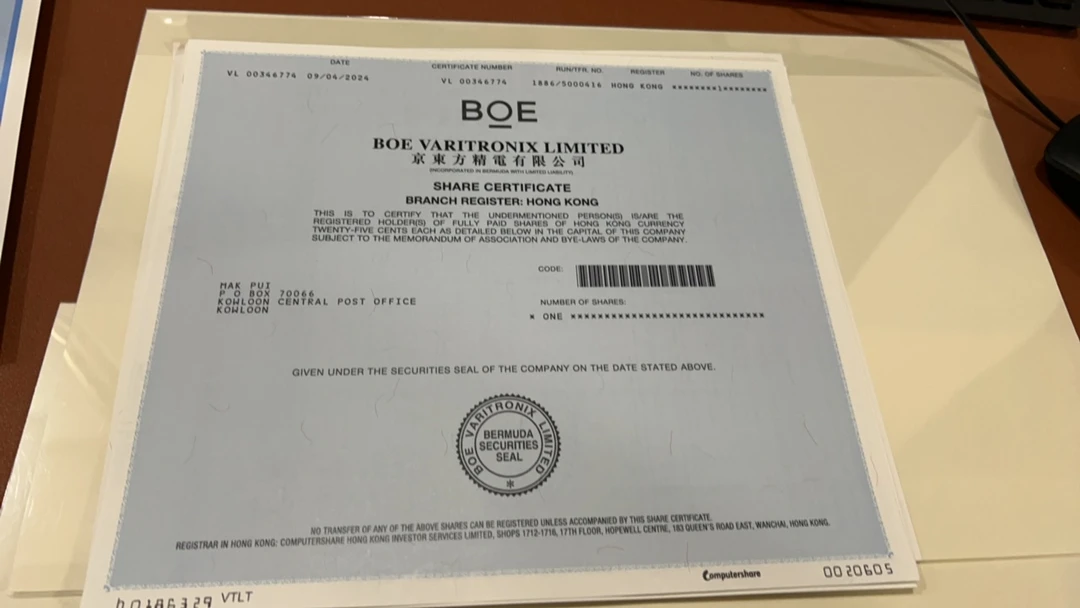 DATE CERTIFICATE NUMBER RUN/TFR. NO. REGISTER NO. OF SHARES
VL 00346774 09/04/2024 VL 00346774 1886/5000416 HONG KONG ********1********
BOE
BOE VARITRONIX LIMITED
京東方精電有限公司
(INCORPORATED IN BERMUDA WITH LIMITED LIABILITY)
SHARE CERTIFICATE
BRANCH REGISTER: HONG KONG
THIS IS TO CERTIFY THAT THE UNDERMENTIONED PERSON(S) IS/ARE THE
REGISTERED HOLDER(S) OF FULLY PAID SHARES OF HONG KONG CURRENCY
TWENTY-FIVE CENTS EACH AS DETAILED BELOW IN THE CAPITAL OF THIS COMPANY
SUBJECT TO THE MEMORANDUM OF ASSOCIATION AND BYE-LAWS OF THE COMPANY.
CODE:
MAK PUI
P O BOX 70066
KOWLOON CENTRAL POST OFFICE
KOWLOON
NUMBER OF SHARES:
* ONE ******************************
GIVEN UNDER THE SECURITIES SEAL OF THE COMPANY ON THE DATE STATED ABOVE.
BOE VARITRONIX LIMITED
BERMUDA
SECURITIES
SEAL
*
NO TRANSFER OF ANY OF THE ABOVE SHARES CAN BE REGISTERED UNLESS ACCOMPANIED BY THIS SHARE CERTIFICATE.
REGISTRAR IN HONG KONG: COMPUTERSHARE HONG KONG INVESTOR SERVICES LIMITED, SHOPS 1712-1716, 17TH FLOOR, HOPEWELL CENTRE, 183 QUEEN'S ROAD EAST, WANCHAI, HONG KONG.
Computershare 0020605
VTLT